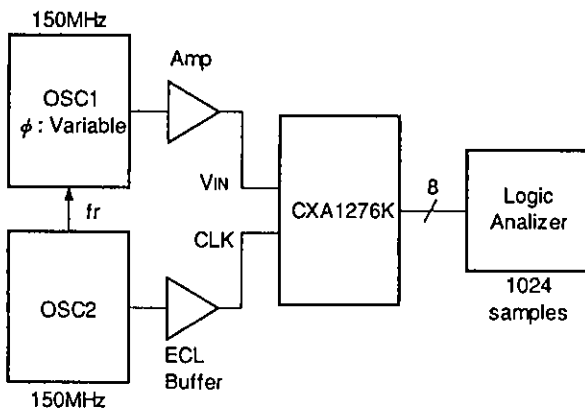 150MHz
OSC1
φ : Variable
Amp
fr
VIN
CLK
CXA1276K
8
Logic
Analizer
1024
samples
OSC2
ECL
Buffer
150MHz